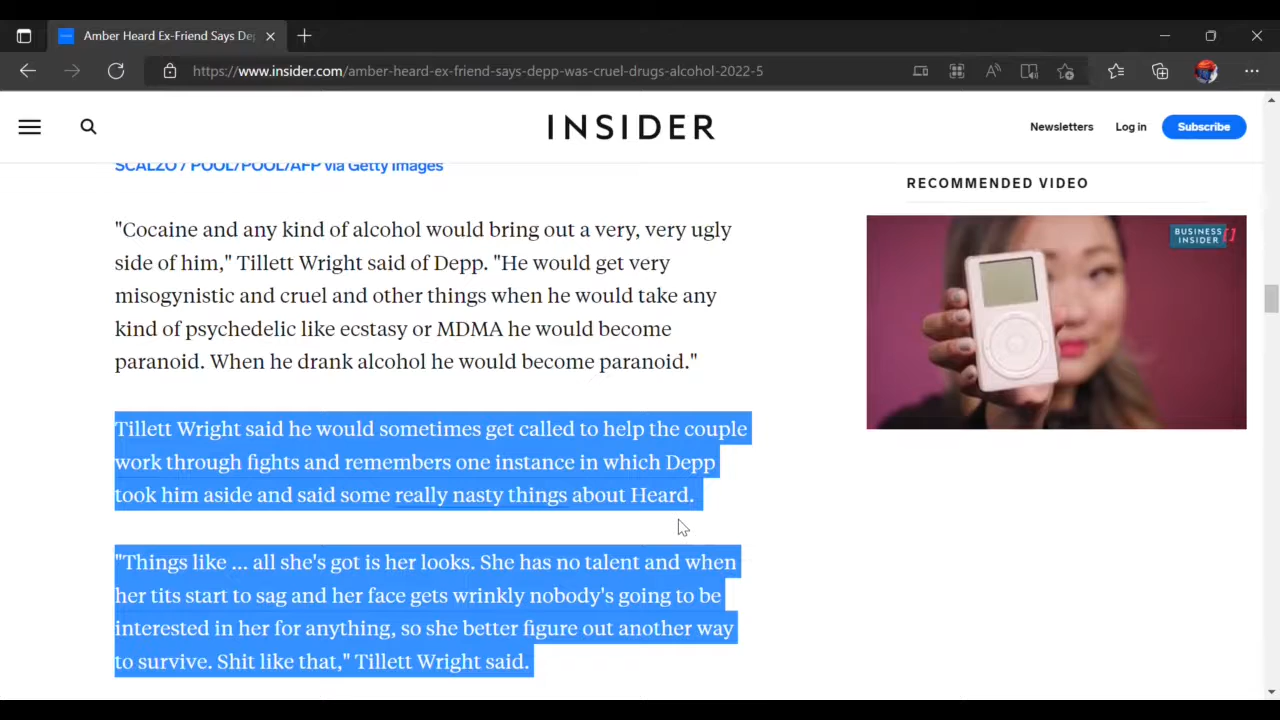 Amber Heard Ex-Friend Says Dep
https://www.insider.com/amber-heard-ex-friend-says-depp-was-cruel-drugs-alcohol-2022-5
INSIDER
Newsletters
Log in
Subscribe
SCALZO / POOL/POOL/AFP via Getty Images
"Cocaine and any kind of alcohol would bring out a very, very ugly
side of him," Tillett Wright said of Depp. "He would get very
misogynistic and cruel and other things when he would take any
kind of psychedelic like ecstasy or MDMA he would become
paranoid. When he drank alcohol he would become paranoid."
Tillett Wright said he would sometimes get called to help the couple
work through fights and remembers one instance in which Depp
took him aside and said some really nasty things about Heard.
"Things like ... all she's got is her looks. She has no talent and when
her tits start to sag and her face gets wrinkly nobody's going to be
interested in her for anything, so she better figure out another way
to survive. Shit like that," Tillett Wright said.
RECOMMENDED VIDEO
BUSINESS
INSIDER